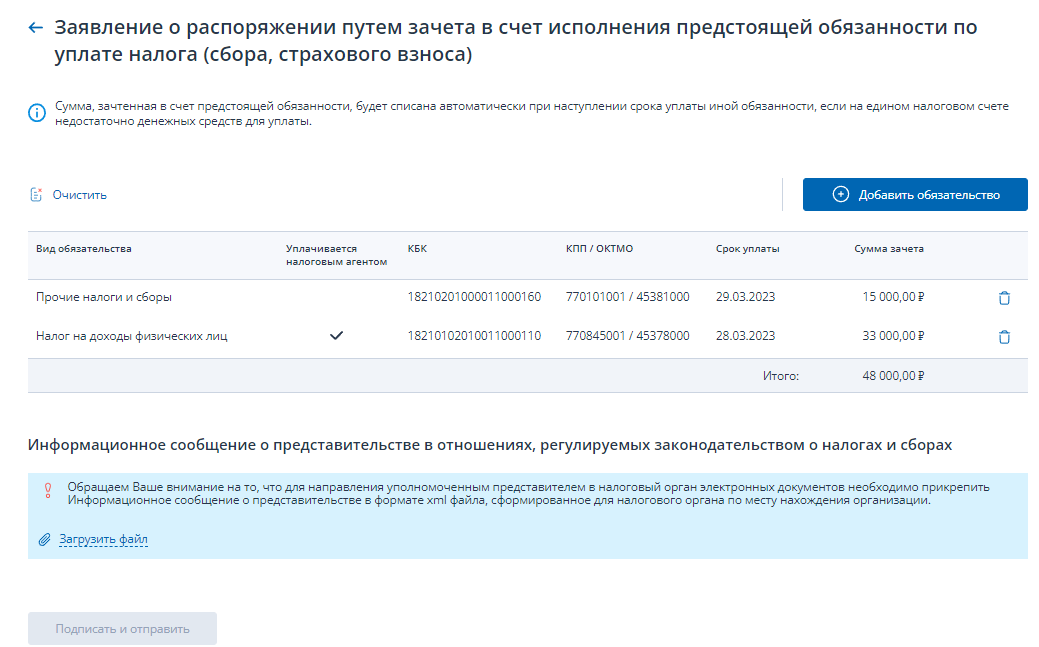 Заявление о распоряжении путем зачета в счет исполнения предстоящей обязанности по
уплате налога (сбора, страхового взноса)
Сумма, зачтенная в счет предстоящей обязанности, будет списана автоматически при наступлении срока уплаты иной обязанности, если на едином налоговом счете
недостаточно денежных средств для уплаты.
Очистить
Добавить обязательство
Вид обязательства Уплачивается налоговым агентом КБК КПП / ОКТМО Срок уплаты Сумма зачета
Прочие налоги и сборы 18210201000011000160 770101001 / 45381000 29.03.2023 15 000,00 ₽
Налог на доходы физических лиц 18210102010011000110 770845001 / 45378000 28.03.2023 33 000,00 ₽
Итого: 48 000,00 ₽
Информационное сообщение о представительстве в отношениях, регулируемых законодательством о налогах и сборах
Обращаем Ваше внимание на то, что для направления уполномоченным представителем в налоговый орган электронных документов необходимо прикрепить
Информационное сообщение о представительстве в формате xml файла, сформированное для налогового органа по месту нахождения организации.
Загрузить файл
Подписать и отправить